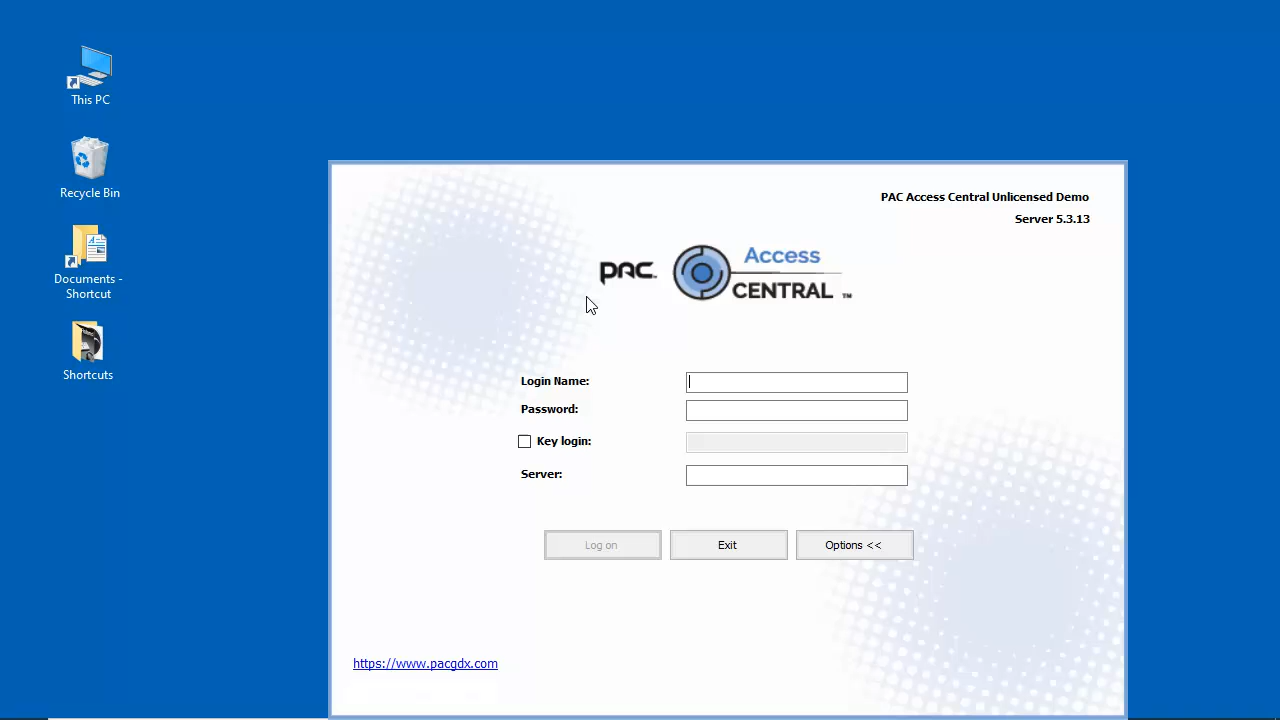 This PC
Recycle Bin
Documents -
Shortcut
Shortcuts
PAC Access Central Unlicensed Demo
Server 5.3.13
PAC
Access
CENTRAL ™
Login Name:
Password:
Key login:
Server:
Log on
Exit
Options <<
https://www.pacgdx.com